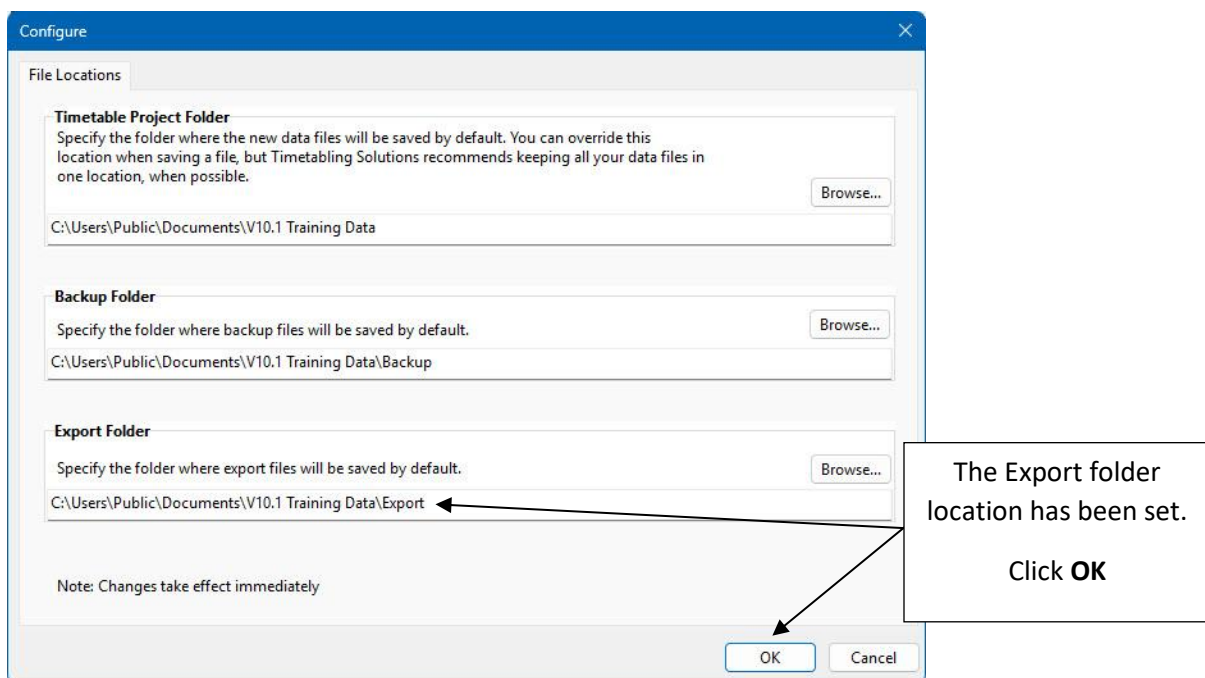 Configure
File Locations
Timetable Project Folder
Specify the folder where the new data files will be saved by default. You can override this
location when saving a file, but Timetabling Solutions recommends keeping all your data files in
one location, when possible.
Browse...
C:\Users\Public\Documents\V10.1 Training Data
Backup Folder
Specify the folder where backup files will be saved by default.
Browse...
C:\Users\Public\Documents\V10.1 Training Data\Backup
Export Folder
Specify the folder where export files will be saved by default.
Browse...
C:\Users\Public\Documents\V10.1 Training Data\Export
The Export folder
location has been set.
Click OK
Note: Changes take effect immediately
OK
Cancel